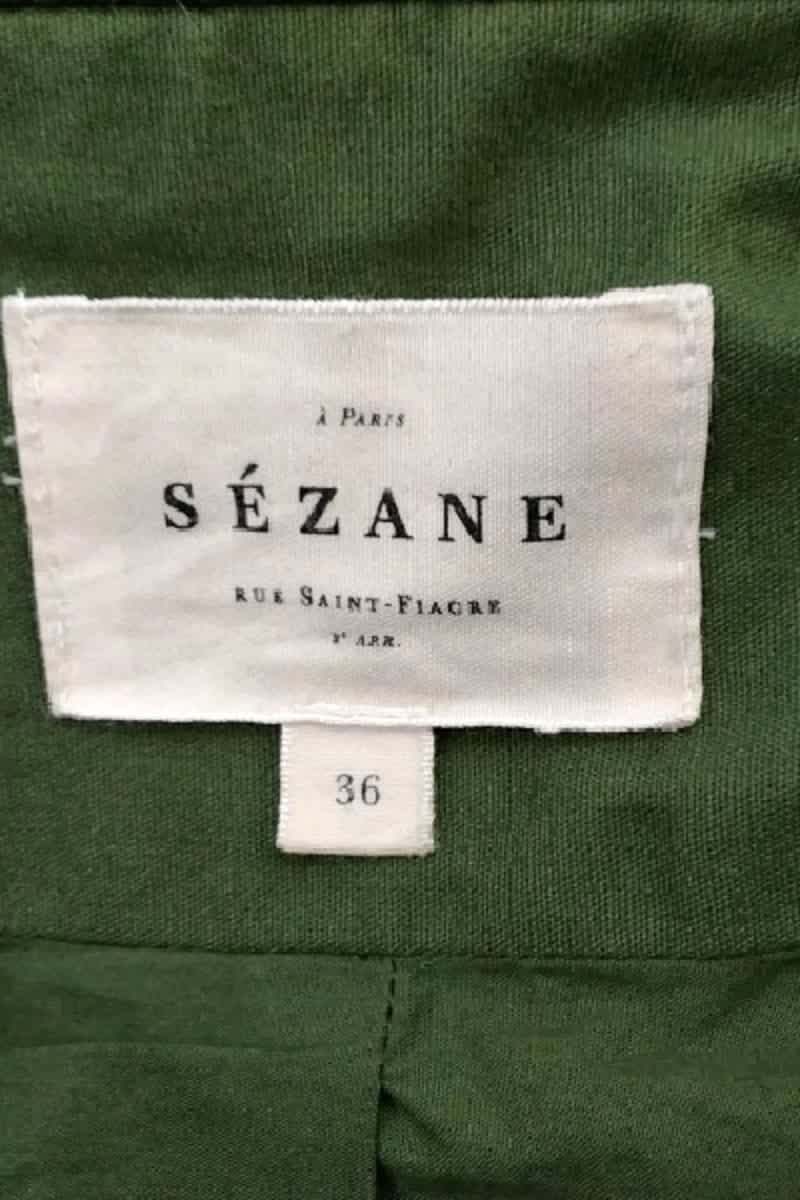 À PARIS
SÉZANE
RUE SAINT-FIACRE
2e ARR.
36